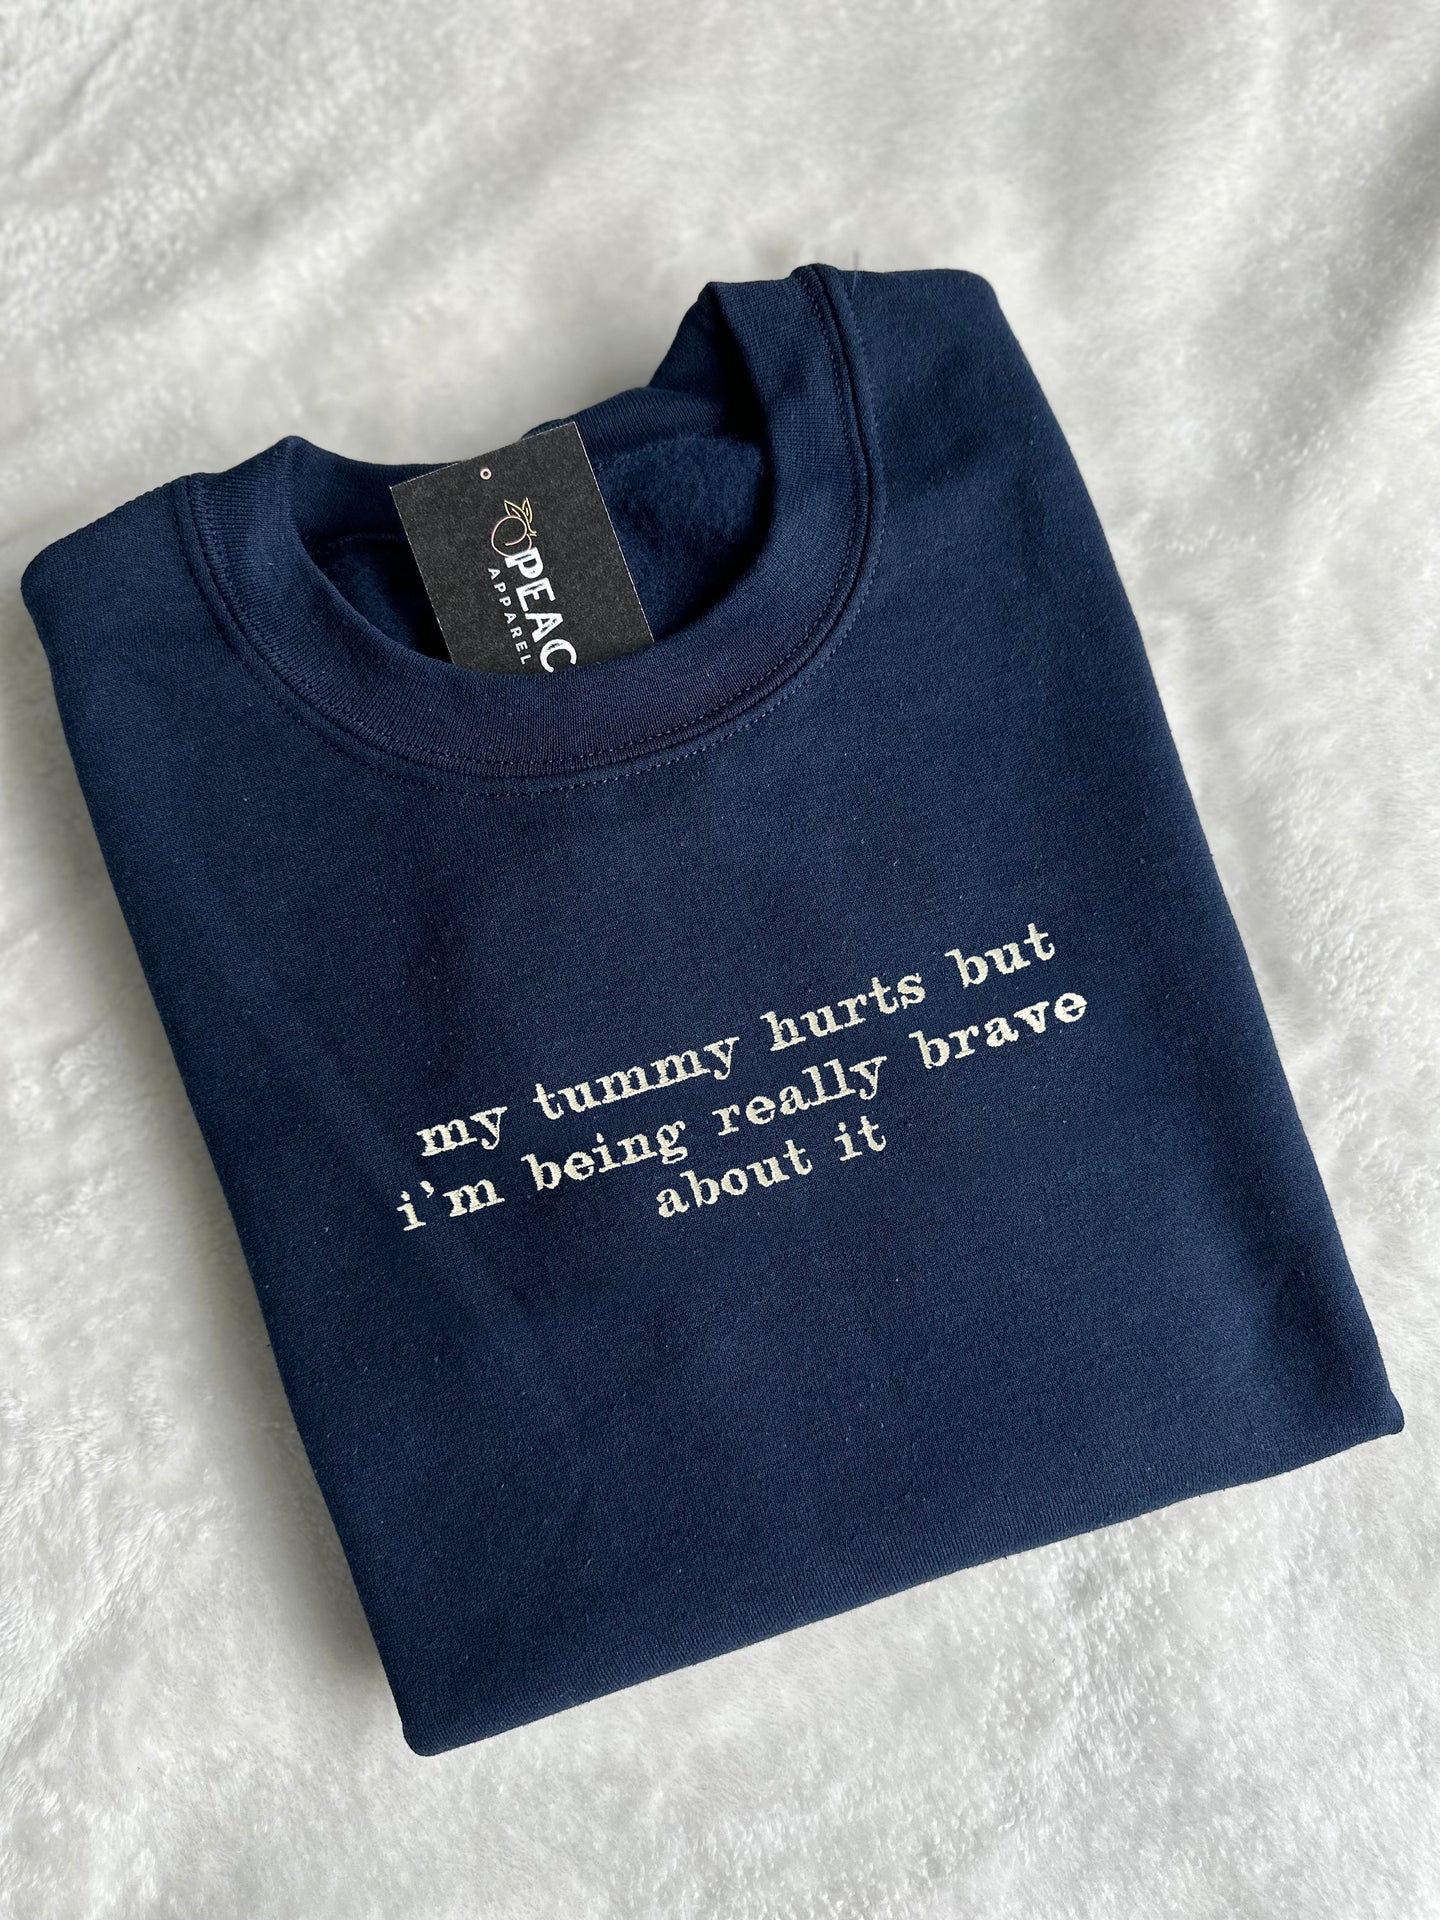 PEAC
APPAREL
my tummy hurts but
i'm being really brave
about it